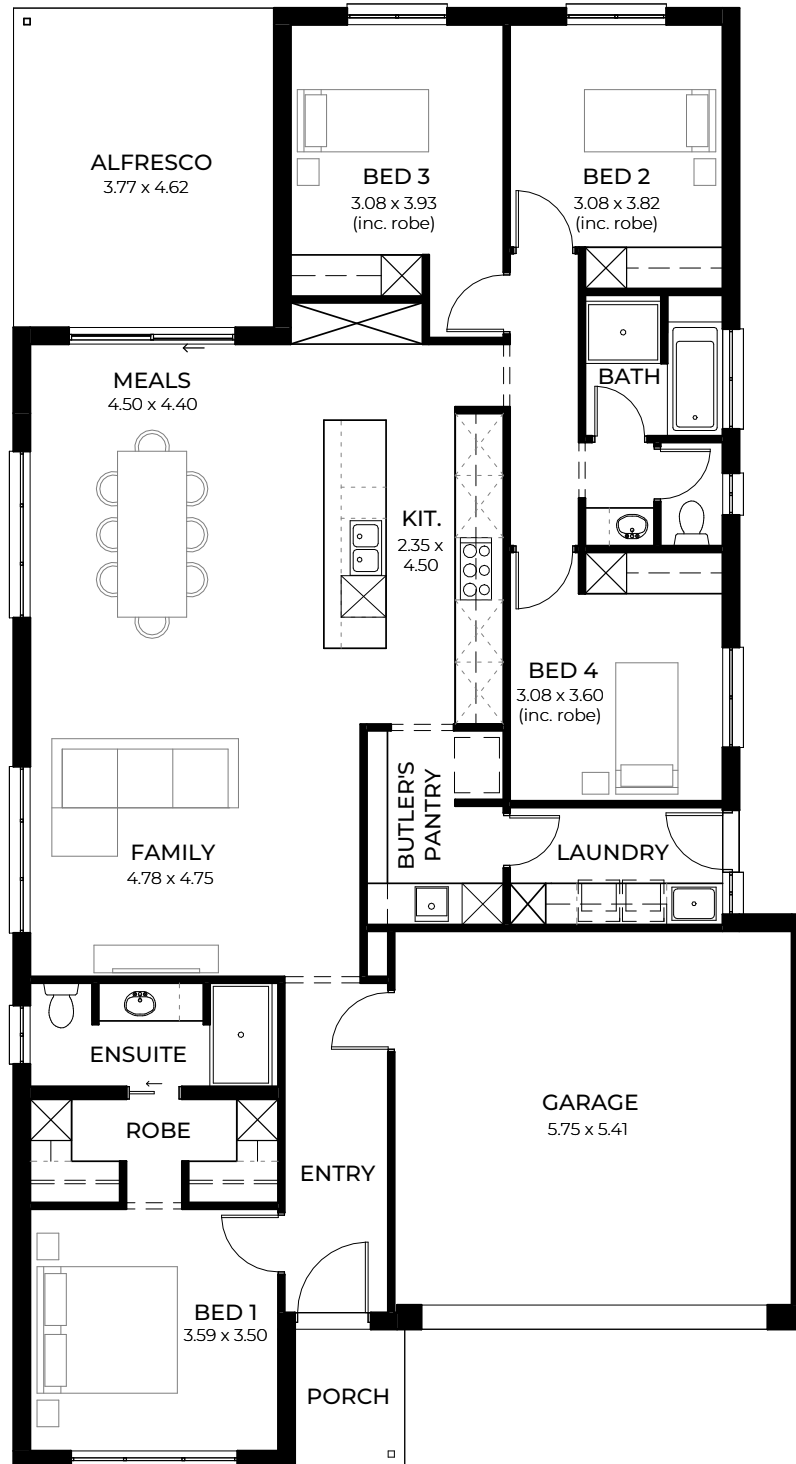 ALFRESCO
3.77 x 4.62
BED 3
3.08 x 3.93
(inc. robe)
BED 2
3.08 x 3.82
(inc. robe)
MEALS
4.50 x 4.40
BATH
KIT.
2.35 x
4.50
BED 4
3.08 x 3.60
(inc. robe)
BUTLER'S
PANTRY
FAMILY
4.78 x 4.75
LAUNDRY
ENSUITE
ROBE
GARAGE
5.75 x 5.41
ENTRY
BED 1
3.59 x 3.50
PORCH